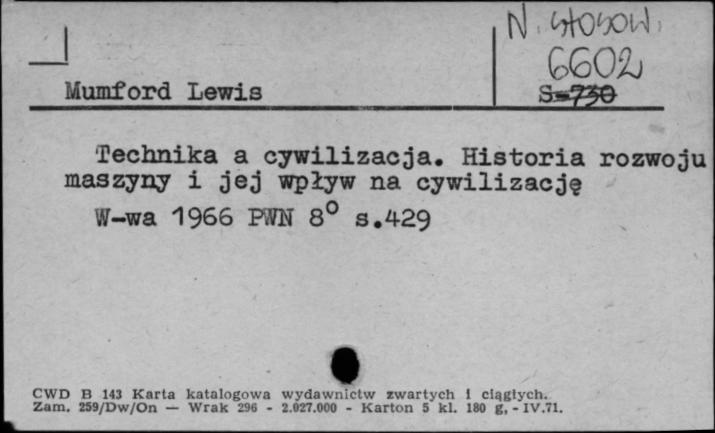 N. stosow.
6602
S-730
Mumford Lewis
Technika a cywilizacja. Historia rozwoju
maszyny i jej wpływ na cywilizację
W-wa 1966 PWN 8° s.429
CWD B 143 Karta katalogowa wydawnictw zwartych i ciągłych.
Zam. 259/Dw/On — Wrak 296 - 2.027.000 - Karton 5 kl. 180 g, - IV.71.